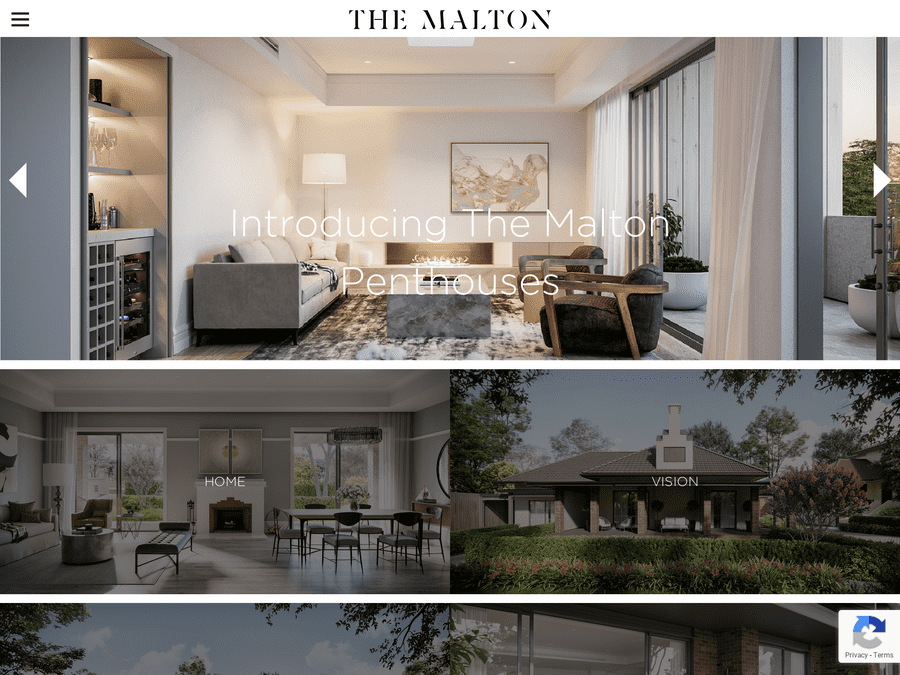 THE MALTON
Introducing The Malton
Penthouses
HOME
VISION
Privacy - Terms